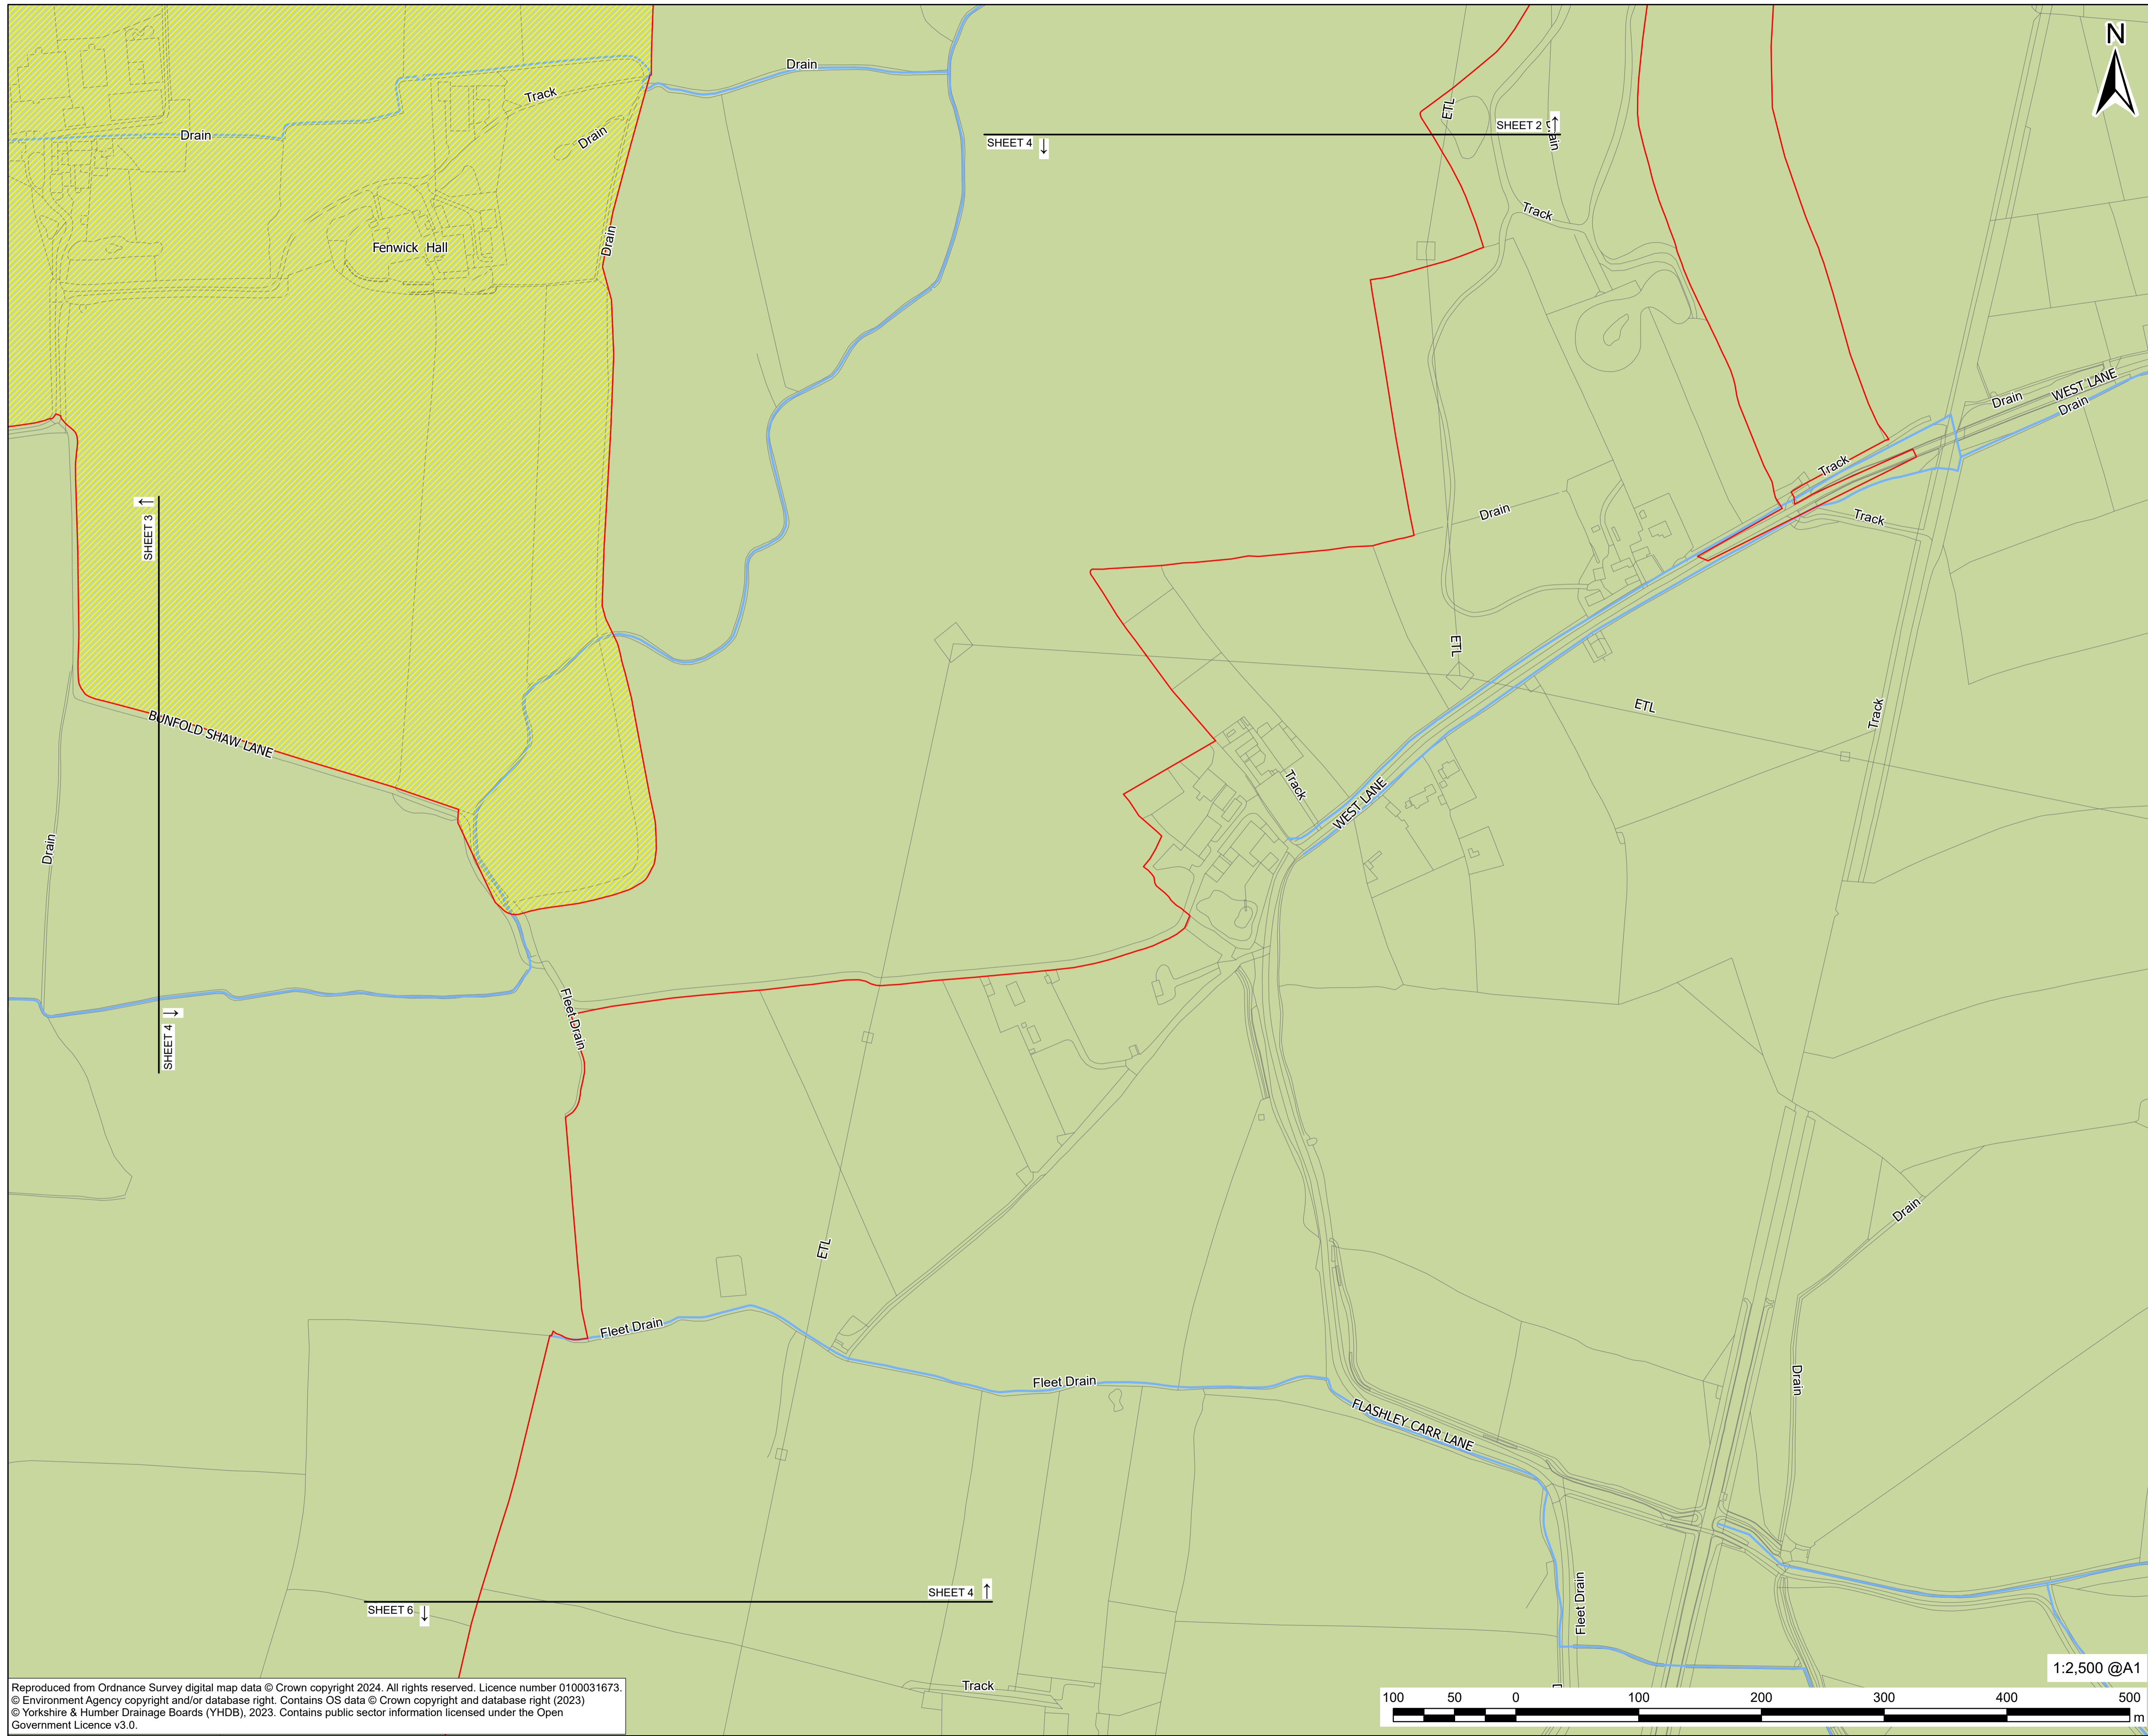 N
Drain
Track
ETL
Drain
SHEET 2 ↑
SHEET 4 ↓
Drain
Drain
Drain
Track
Fenwick Hall
Drain
WEST LANE
Drain
Drain
Track
← SHEET 3
Drain
Track
ETL
ETL
Track
BUNFOLD SHAW LANE
Track
WEST LANE
Drain
Fleet Drain
→ SHEET 4
Drain
ETL
Fleet Drain
Fleet Drain
Drain
FLASHLEY CARR LANE
SHEET 4 ↑
SHEET 6 ↓
Fleet Drain
Track
1:2,500 @A1
Reproduced from Ordnance Survey digital map data © Crown copyright 2024. All rights reserved. Licence number 0100031673.
© Environment Agency copyright and/or database right. Contains OS data © Crown copyright and database right (2023)
© Yorkshire & Humber Drainage Boards (YHDB), 2023. Contains public sector information licensed under the Open
Government Licence v3.0.
100 50 0 100 200 300 400 500
m